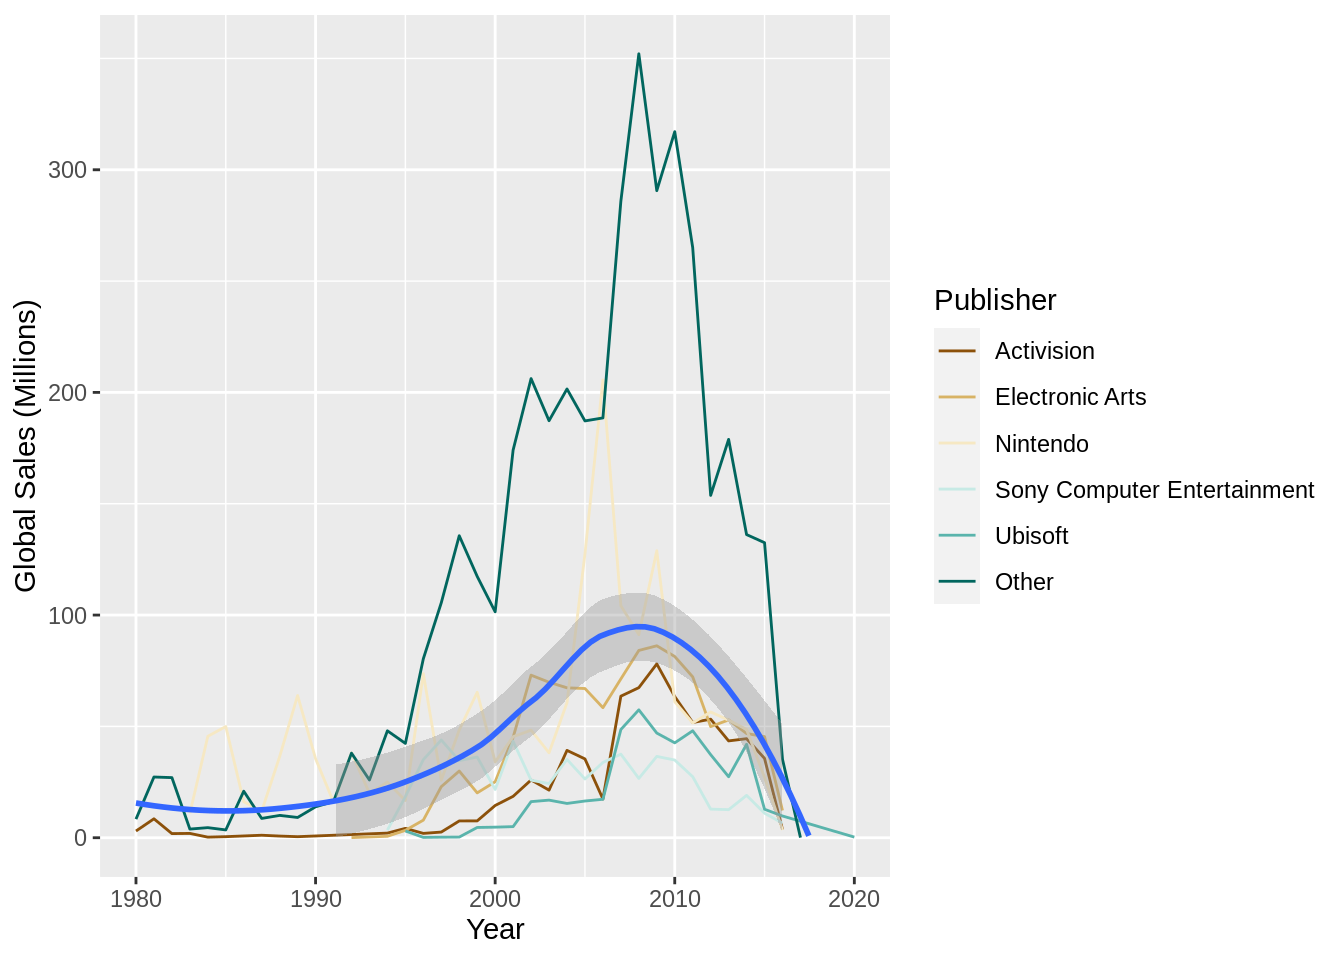 Global Sales (Millions)
300
200
100
0
1980
1990
2000
2010
2020
Year
Publisher
Activision
Electronic Arts
Nintendo
Sony Computer Entertainment
Ubisoft
Other